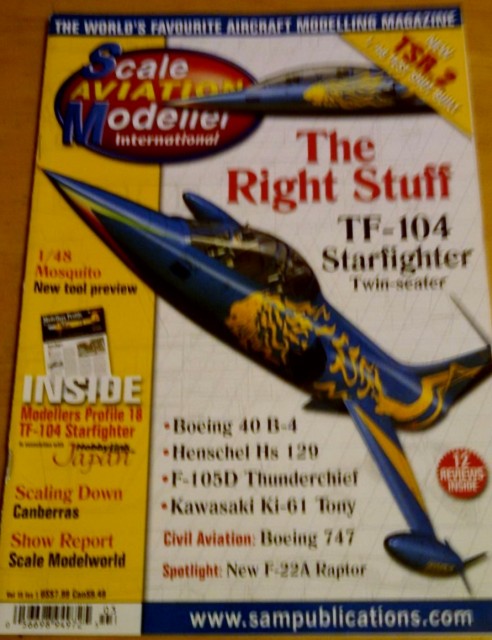 THE WORLD'S FAVOURITE AIRCRAFT MODELLING MAGAZINE
Scale
AVIATION
Modeller
International
NEW
TSR 2
The
Right Stuff
TF-104
Starfighter
Twin-seater
1/48
Mosquito
New tool preview
INSIDE
Modellers Profile 18
TF-104 Starfighter
Japan
Scaling Down
Canberras
Show Report
Scale Modelworld
•Boeing 40 B-4
•Henschel Hs 129
•F-105D Thunderchief
•Kawasaki Ki-61 Tony
Civil Aviation: Boeing 747
Spotlight: New F-22A Raptor
12
REVIEWS
INSIDE
www.sampublications.com